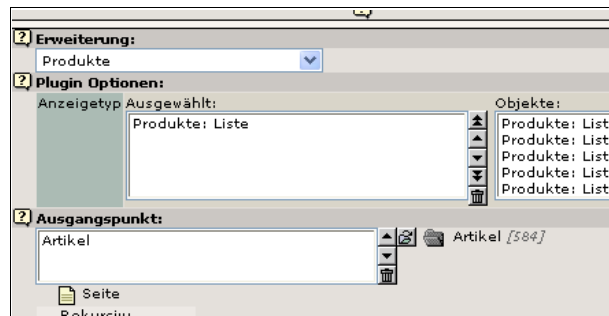 Erweiterung:
Produkte
Plugin Optionen:
Anzeigetyp Ausgewählt: Objekte:
Produkte: Liste
Produkte: List
Produkte: List
Produkte: List
Produkte: List
Produkte: List
Ausgangspunkt:
Artikel
Artikel [584]
Seite